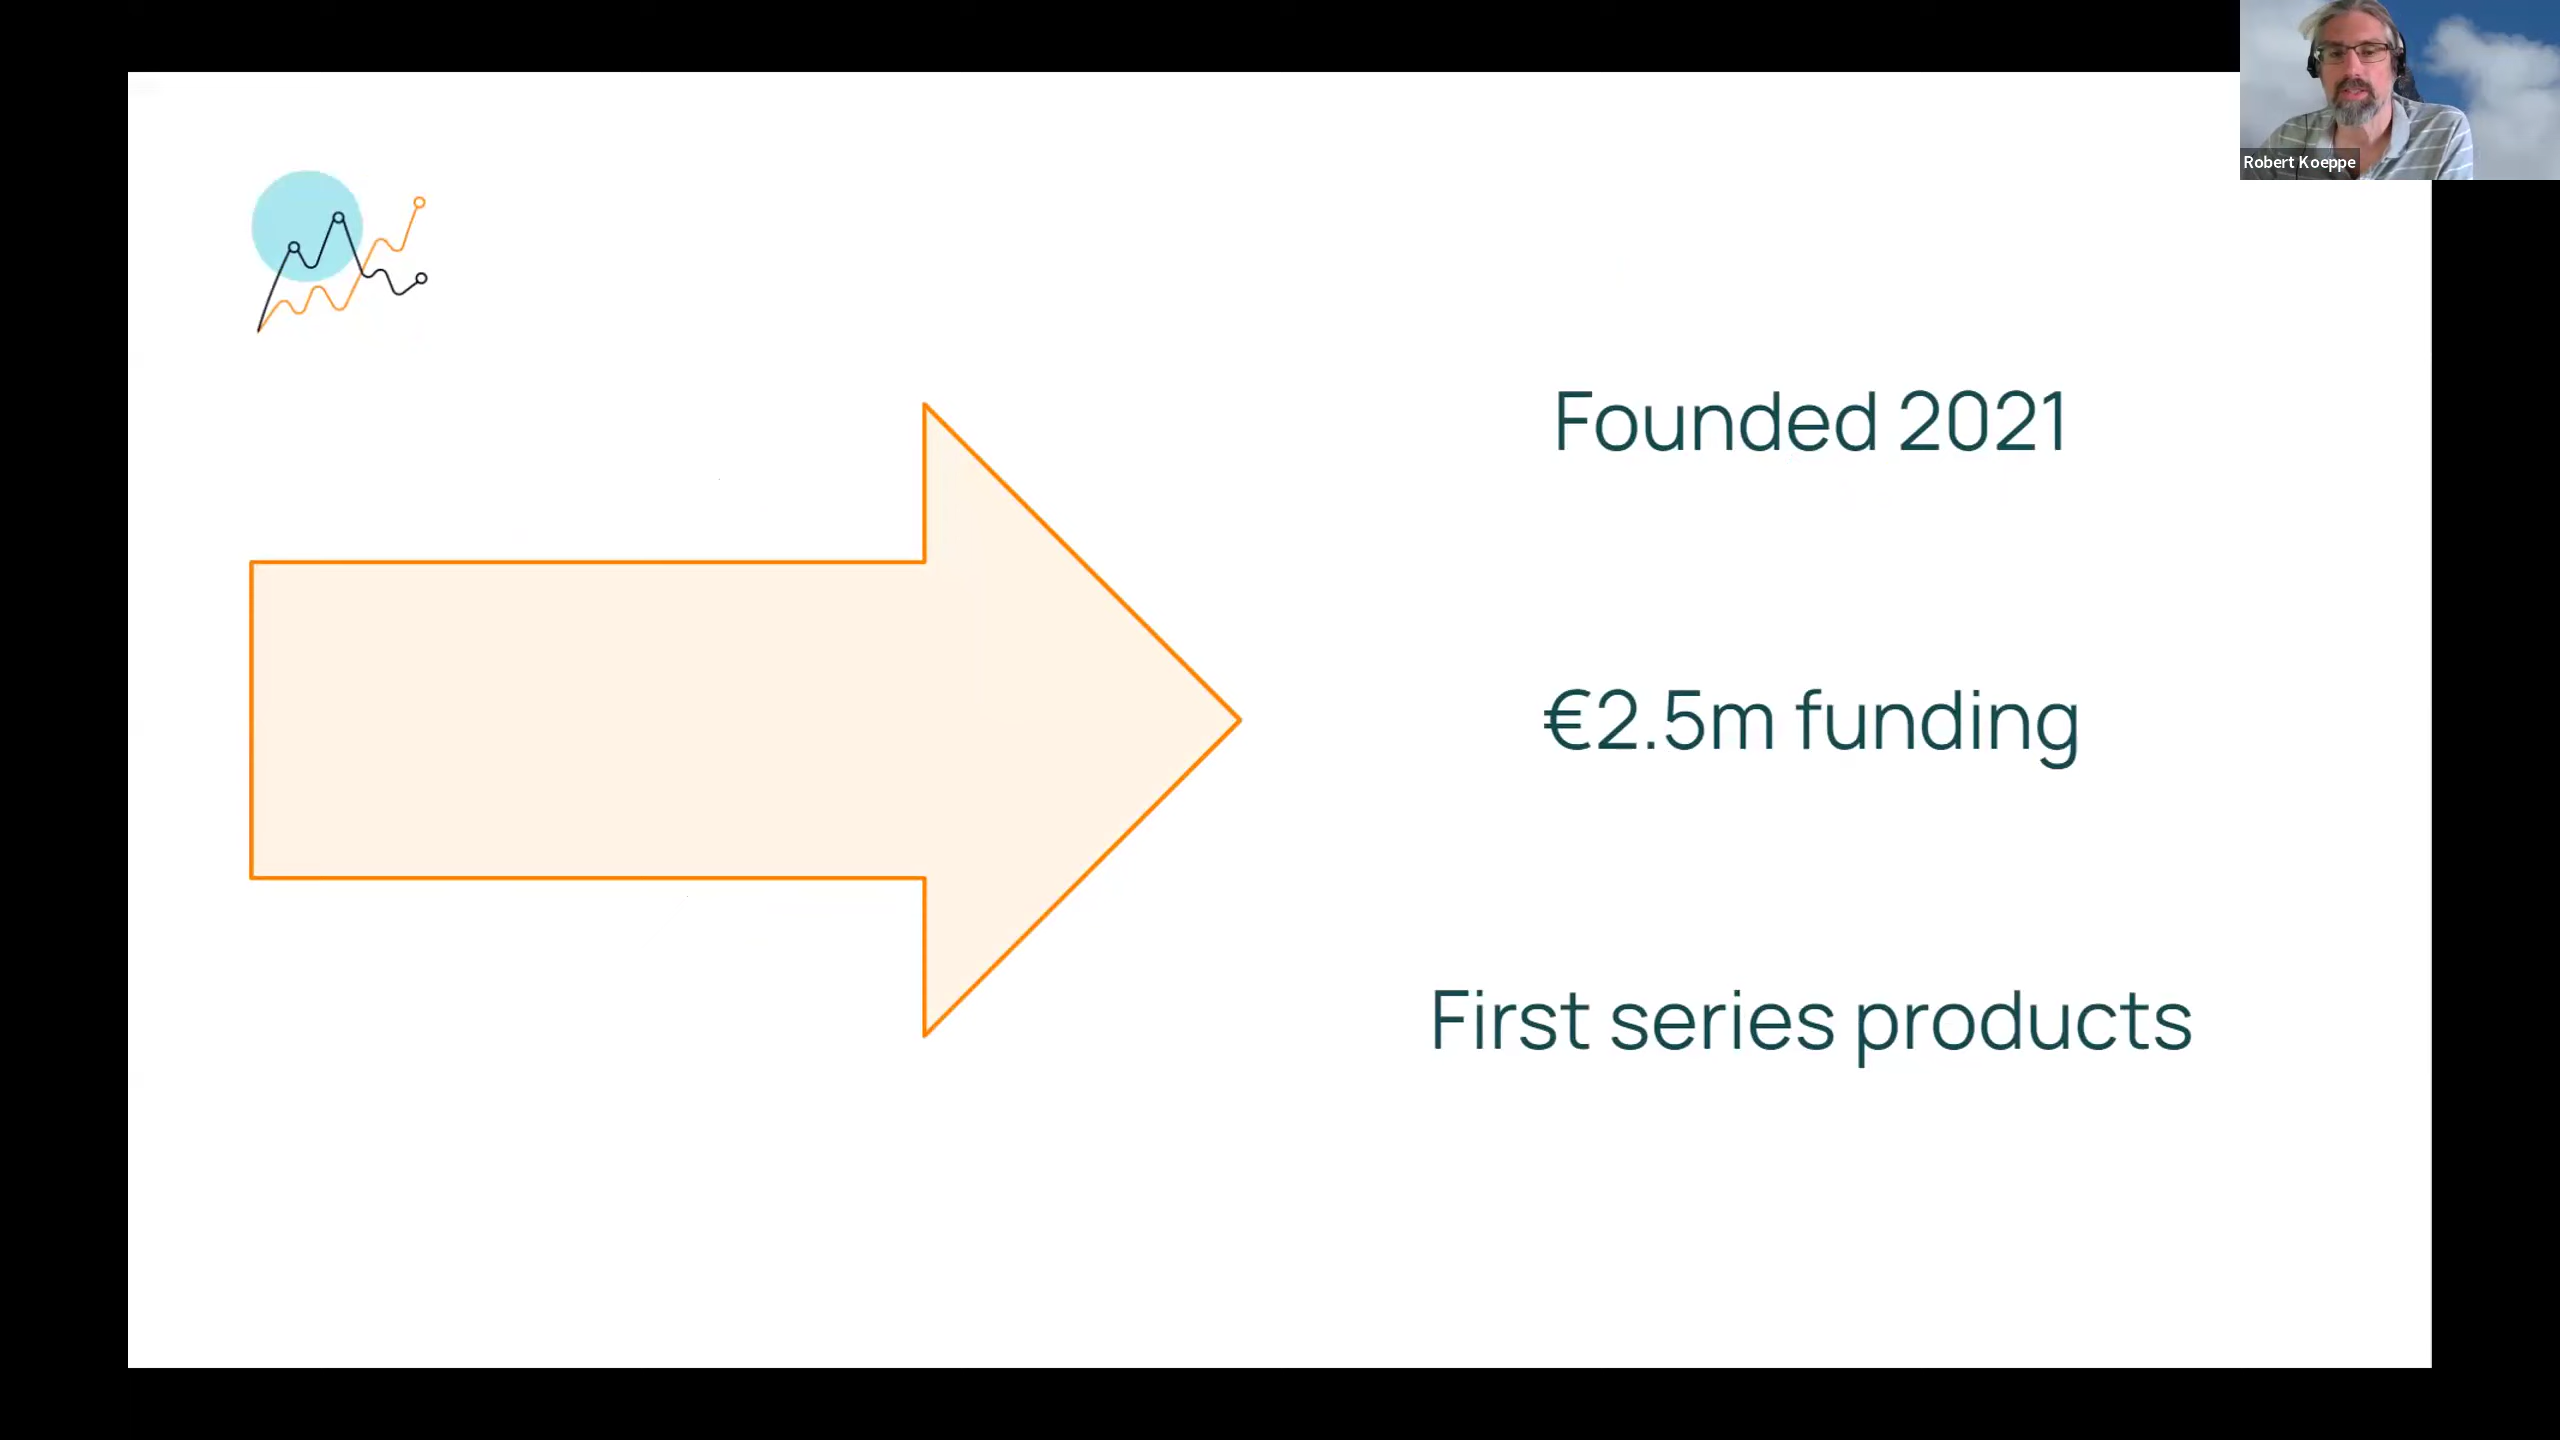 Robert Koeppe
Founded 2021
€2.5m funding
First series products